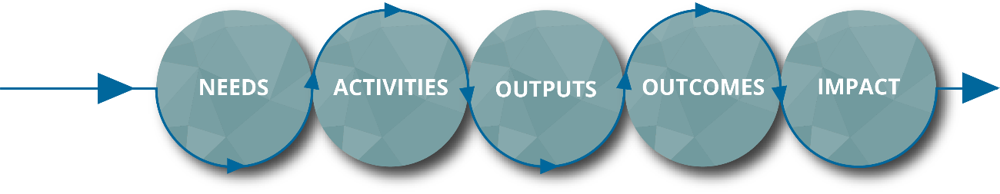 NEEDS
ACTIVITIES
OUTPUTS
OUTCOMES
IMPACT